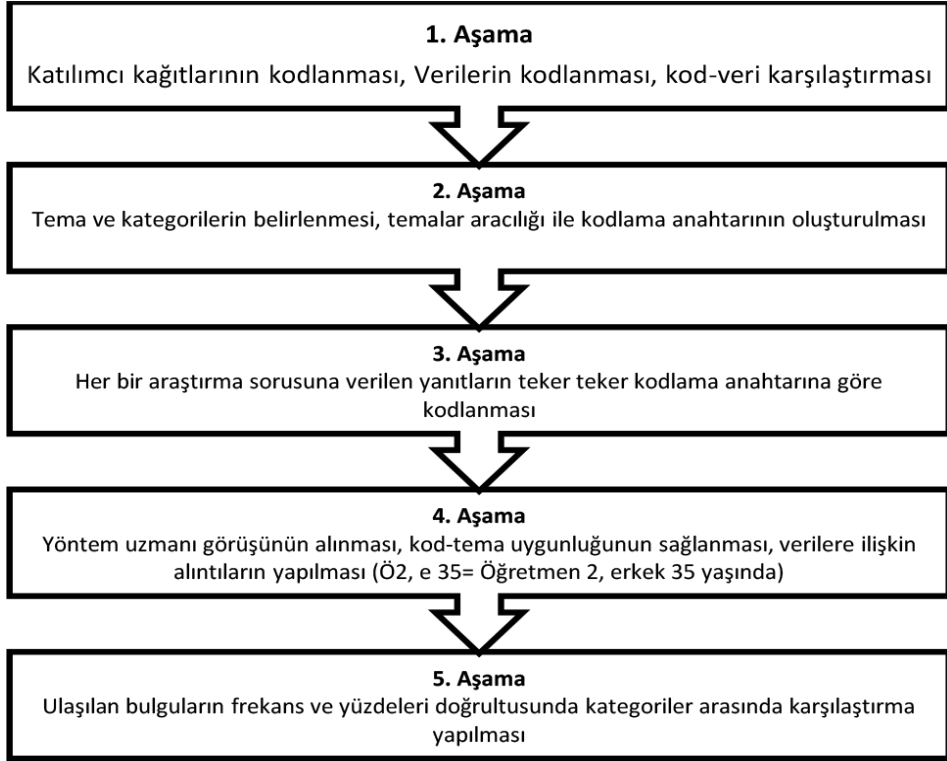 1. Aşama
Katılımcı kağıtlarının kodlanması, Verilerin kodlanması, kod-veri karşılaştırması
2. Aşama
Tema ve kategorilerin belirlenmesi, temalar aracılığı ile kodlama anahtarının oluşturulması
3. Aşama
Her bir araştırma sorusuna verilen yanıtların teker teker kodlama anahtarına göre
kodlanması
4. Aşama
Yöntem uzmanı görüşünün alınması, kod-tema uygunluğunun sağlanması, verilere ilişkin
alıntıların yapılması (Ö2, e 35= Öğretmen 2, erkek 35 yaşında)
5. Aşama
Ulaşılan bulguların frekans ve yüzdeleri doğrultusunda kategoriler arasında karşılaştırma
yapılması